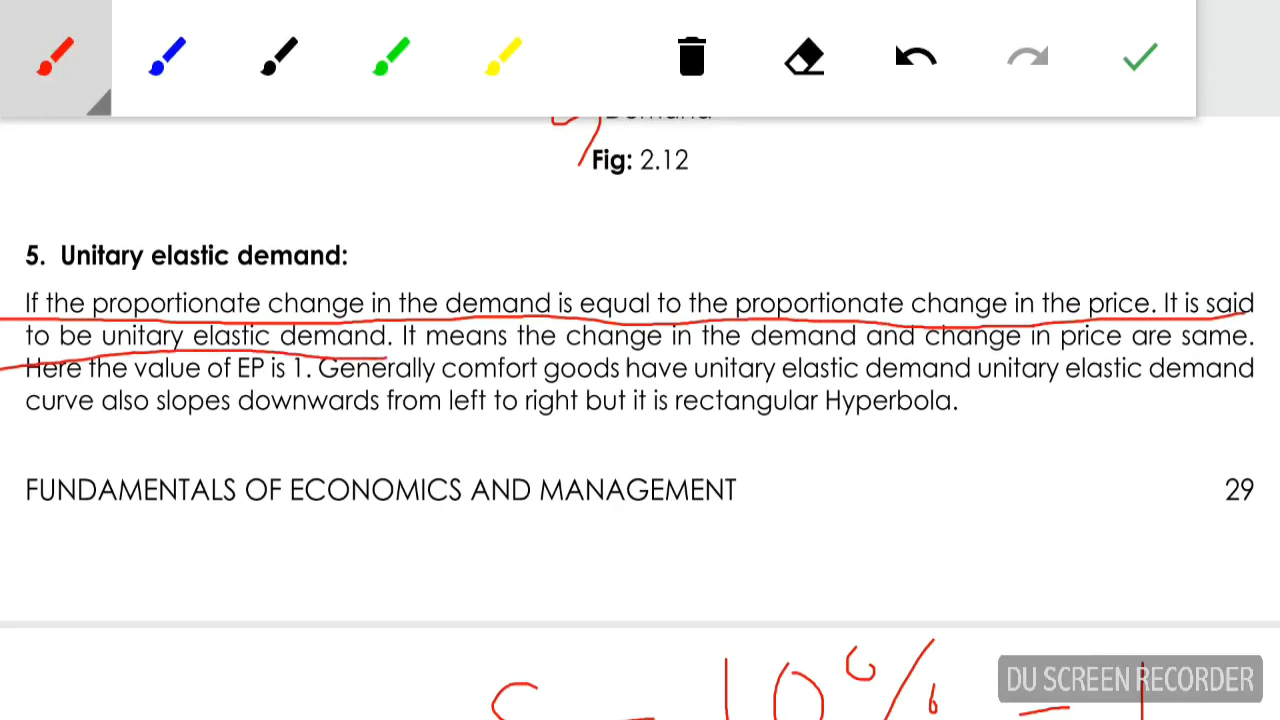 Fig: 2.12
5. Unitary elastic demand:
If the proportionate change in the demand is equal to the proportionate change in the price. It is said
to be unitary elastic demand. It means the change in the demand and change in price are same.
Here the value of EP is 1. Generally comfort goods have unitary elastic demand unitary elastic demand
curve also slopes downwards from left to right but it is rectangular Hyperbola.
FUNDAMENTALS OF ECONOMICS AND MANAGEMENT 29
10% = 1
DU SCREEN RECORDER